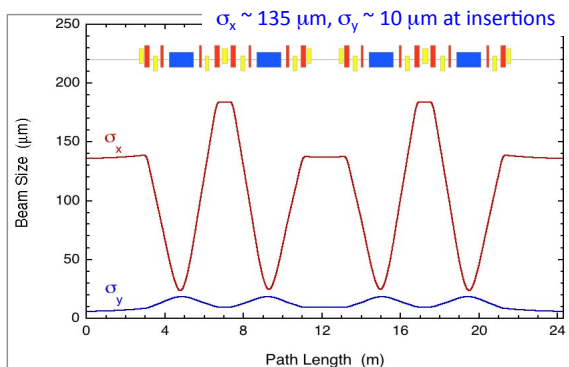 σx ~ 135 μm, σy ~ 10 μm at insertions
250
200
150
100
50
0
Beam Size (μm)
σx
σy
0 4 8 12 16 20 24
Path Length (m)